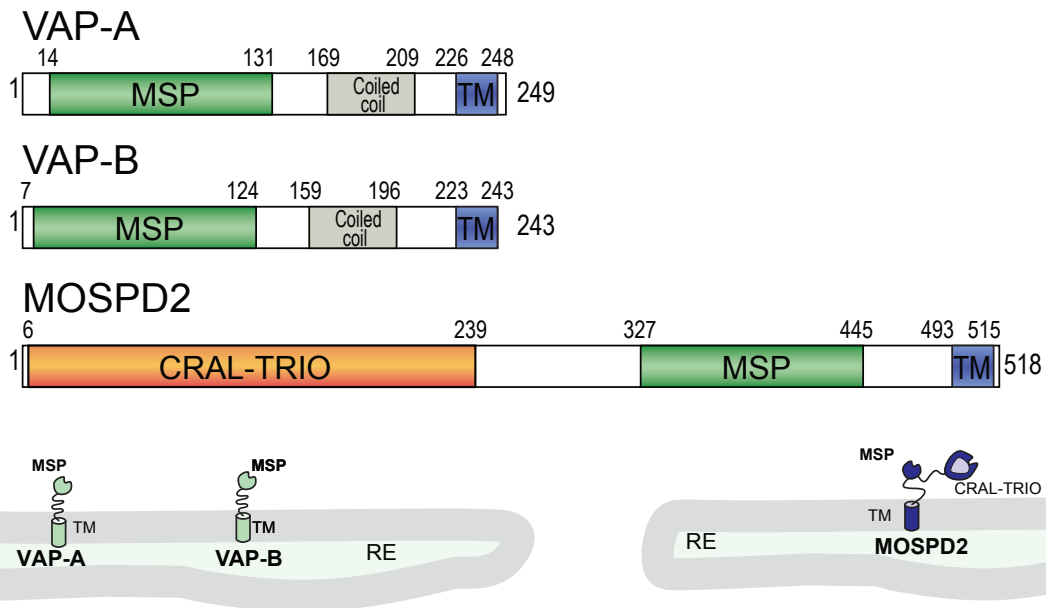 VAP-A
14 131 169 209 226 248
1 MSP Coiled coil TM 249
VAP-B
7 124 159 196 223 243
1 MSP Coiled coil TM 243
MOSPD2
6 239 327 445 493 515
1 CRAL-TRIO MSP TM 518
MSP
TM
VAP-A
MSP
TM
VAP-B
RE
MSP
CRAL-TRIO
TM
RE
MOSPD2